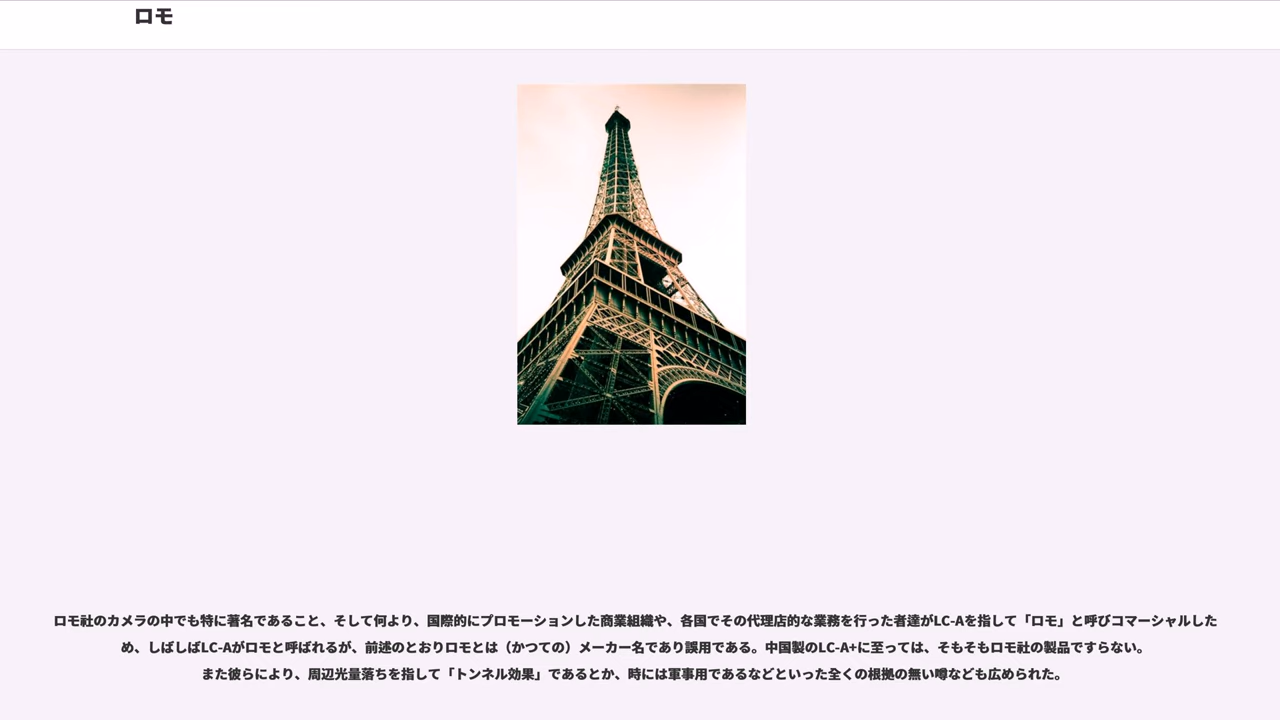 ロモ
ロモ社のカメラの中でも特に著名であること、そして何より、国際的にプロモーションした商業組織や、各国でその代理店的な業務を行った者達がLC-Aを指して「ロモ」と呼びコマーシャルした
め、しばしばLC-Aがロモと呼ばれるが、前述のとおりロモとは（かつての）メーカー名であり誤用である。中国製のLC-A+に至っては、そもそもロモ社の製品ですらない。
また彼らにより、周辺光量落ちを指して「トンネル効果」であるとか、時には軍事用であるなどといった全くの根拠の無い噂なども広められた。